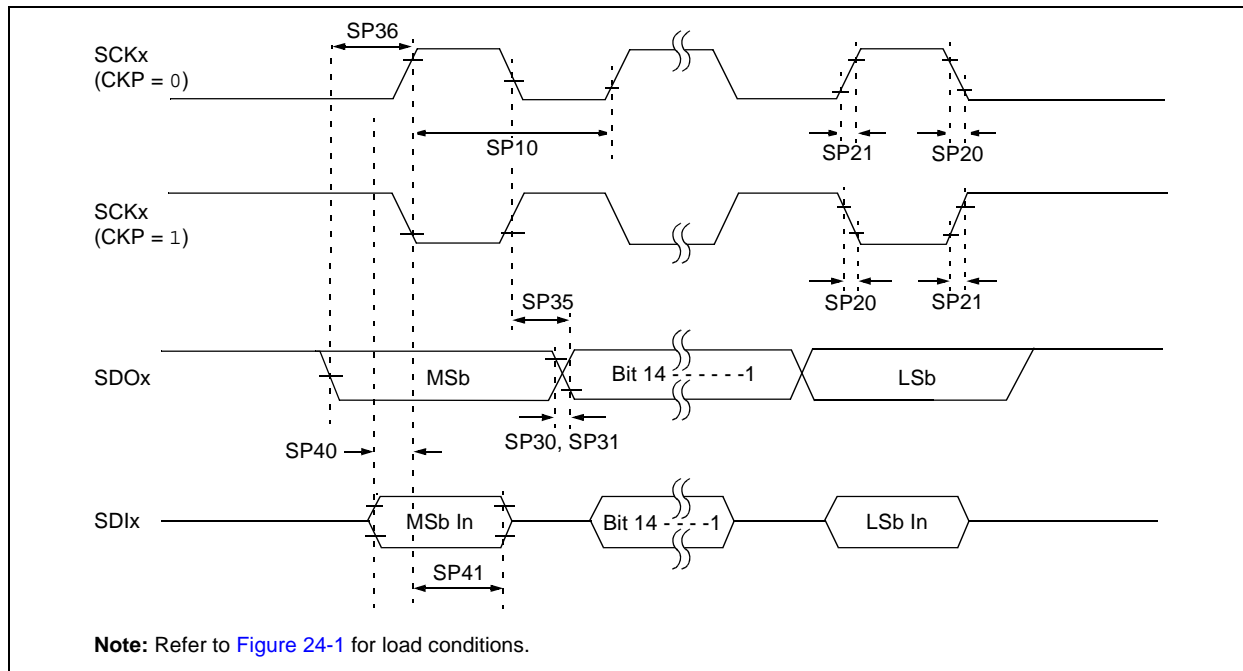 SP36
SCKx
(CKP = 0)
SP10
SP21
SP20
SCKx
(CKP = 1)
SP35
SP20
SP21
SDOx
MSb
Bit 14 - - - - - -1
LSb
SP40
SP30, SP31
SDIx
MSb In
Bit 14 - - - -1
LSb In
SP41
Note: Refer to Figure 24-1 for load conditions.